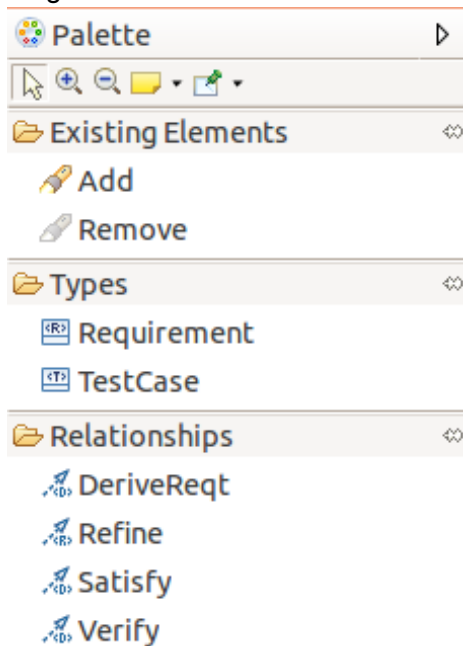 Palette
Existing Elements
Add
Remove
Types
<R> Requirement
<T> TestCase
Relationships
<D> DeriveReqt
<R> Refine
<D> Satisfy
<D> Verify